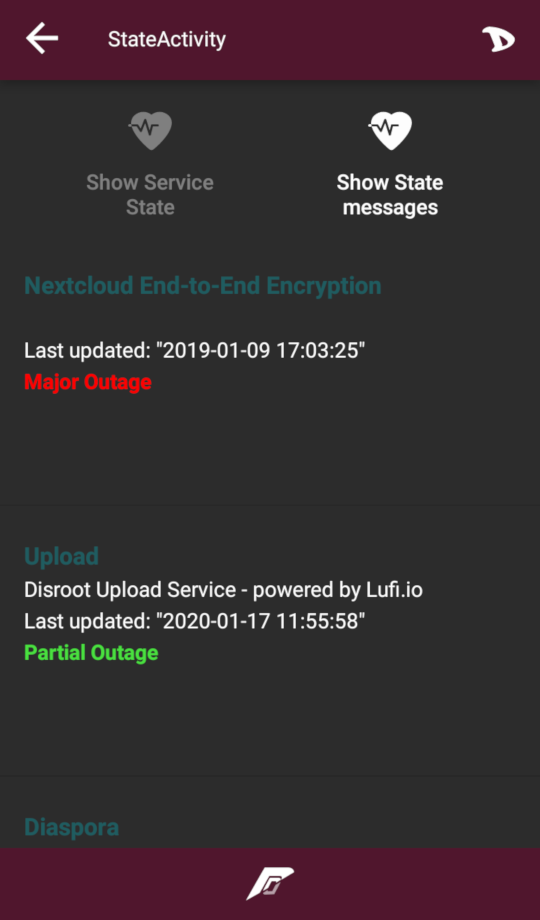 StateActivity
Show Service
State
Show State
messages
Nextcloud End-to-End Encryption
Last updated: "2019-01-09 17:03:25"
Major Outage
Upload
Disroot Upload Service - powered by Lufi.io
Last updated: "2020-01-17 11:55:58"
Partial Outage
Diaspora